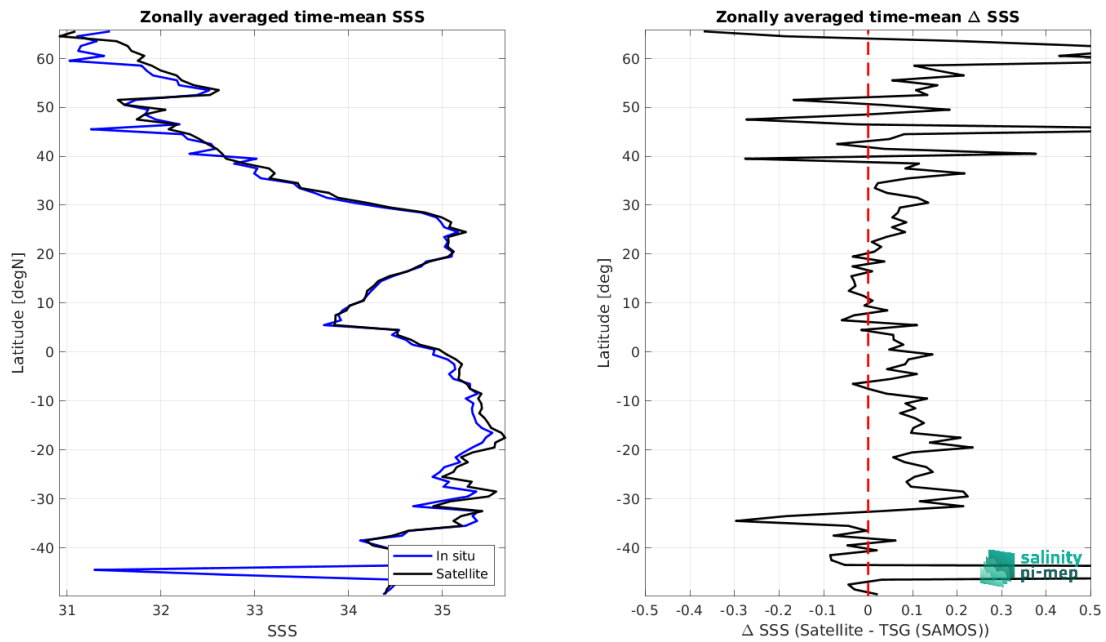 Zonally averaged time-mean SSS
60
50
40
30
20
10
0
-10
-20
-30
-40
Latitude [degN]
In situ
Satellite
31 32 33 34 35
SSS
Zonally averaged time-mean Δ SSS
60
50
40
30
20
10
0
-10
-20
-30
-40
Latitude [deg]
salinity
pi-mep
-0.5 -0.4 -0.3 -0.2 -0.1 0 0.1 0.2 0.3 0.4 0.5
Δ SSS (Satellite - TSG (SAMOS))